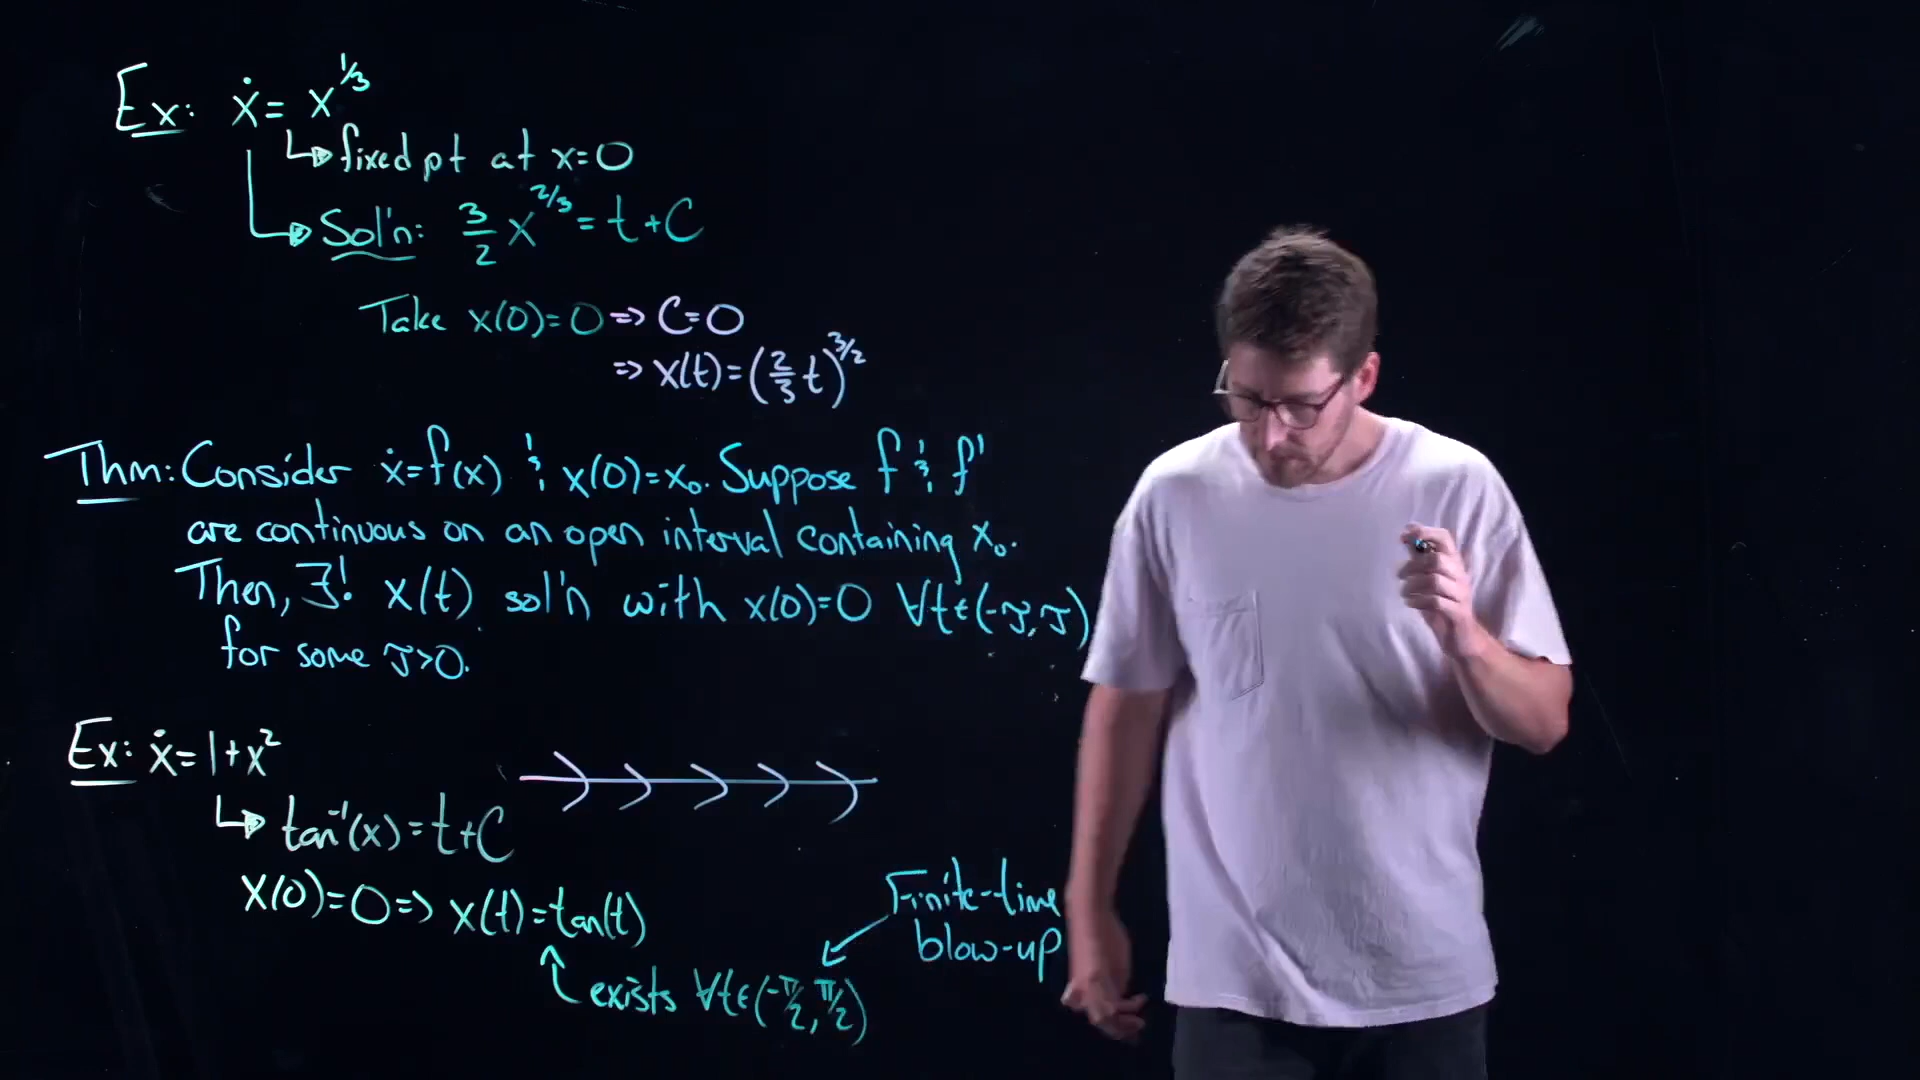 Ex: ẋ = x^{1/3}
↳ fixed pt at x=0
↳ Sol'n: 3/2 x^{2/3} = t + C
Take x(0)=0 => C=0
=> x(t) = (2/3 t)^{3/2}
Thm: Consider ẋ=f(x) & x(0)=x₀. Suppose f & f'
are continuous on an open interval containing x₀.
Then, ∃! x(t) sol'n with x(0)=0 ∀t∈(-τ,τ)
for some τ>0.
Ex: ẋ = 1+x²
↳ tan⁻¹(x) = t+C
x(0)=0 => x(t)=tan(t)
Finite-time
blow-up
exists ∀t∈(-π/2, π/2)